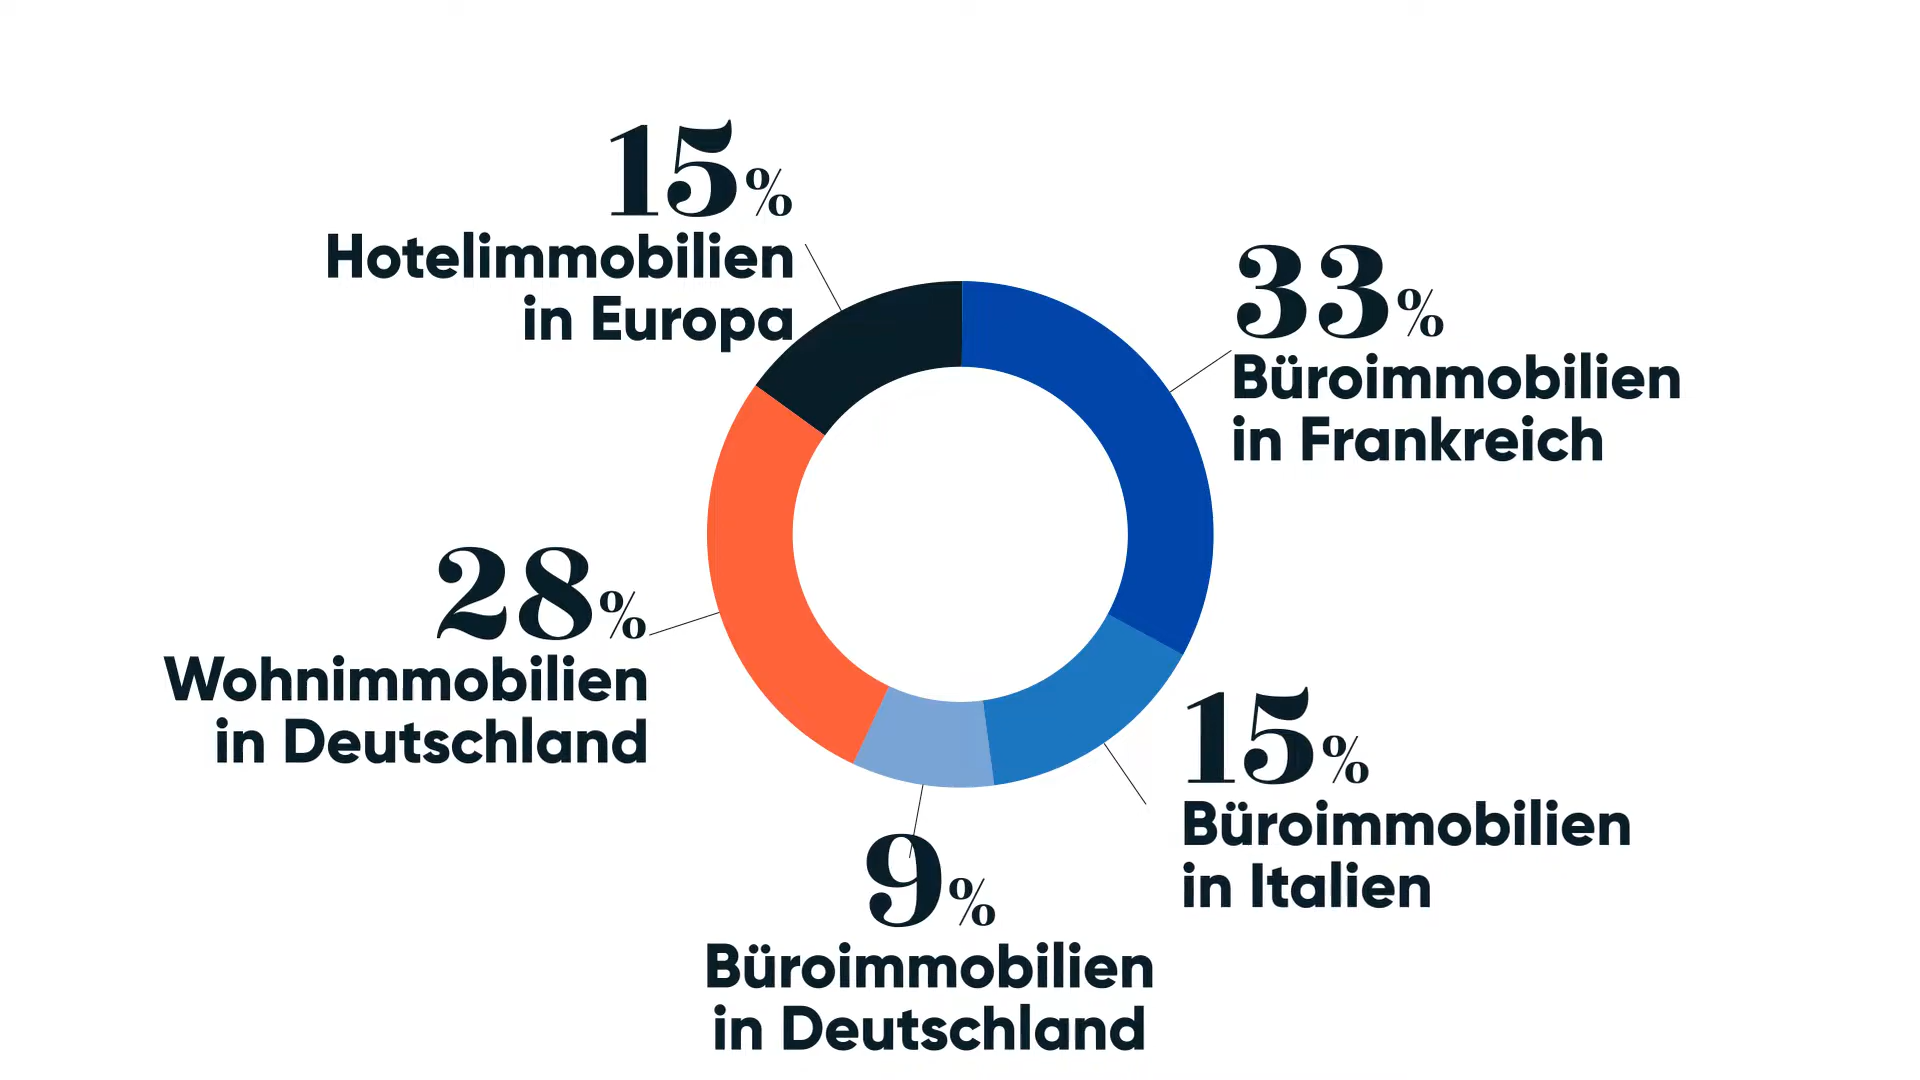 15%
Hotelimmobilien
in Europa
33%
Büroimmobilien
in Frankreich
28%
Wohnimmobilien
in Deutschland
15%
Büroimmobilien
in Italien
9%
Büroimmobilien
in Deutschland